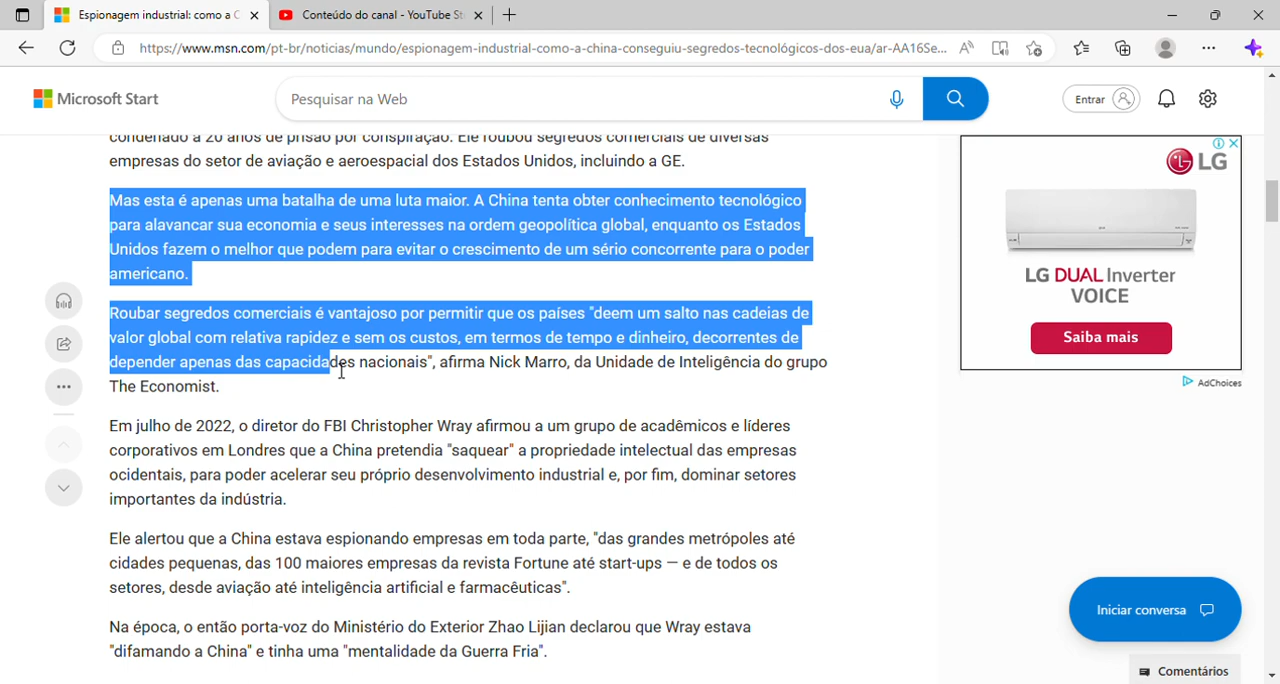 Espionagem industrial: como a C
Conteúdo do canal - YouTube St
https://www.msn.com/pt-br/noticias/mundo/espionagem-industrial-como-a-china-conseguiu-segredos-tecnológicos-dos-eua/ar-AA16Se...
Microsoft Start
Pesquisar na Web
Entrar
condenado a 20 anos de prisão por conspiração. Ele roubou segredos comerciais de diversas
empresas do setor de aviação e aeroespacial dos Estados Unidos, incluindo a GE.
Mas esta é apenas uma batalha de uma luta maior. A China tenta obter conhecimento tecnológico
para alavancar sua economia e seus interesses na ordem geopolítica global, enquanto os Estados
Unidos fazem o melhor que podem para evitar o crescimento de um sério concorrente para o poder
americano.
Roubar segredos comerciais é vantajoso por permitir que os países "deem um salto nas cadeias de
valor global com relativa rapidez e sem os custos, em termos de tempo e dinheiro, decorrentes de
depender apenas das capacidades nacionais", afirma Nick Marro, da Unidade de Inteligência do grupo
The Economist.
Em julho de 2022, o diretor do FBI Christopher Wray afirmou a um grupo de acadêmicos e líderes
corporativos em Londres que a China pretendia "saquear" a propriedade intelectual das empresas
ocidentais, para poder acelerar seu próprio desenvolvimento industrial e, por fim, dominar setores
importantes da indústria.
Ele alertou que a China estava espionando empresas em toda parte, "das grandes metrópoles até
cidades pequenas, das 100 maiores empresas da revista Fortune até start-ups — e de todos os
setores, desde aviação até inteligência artificial e farmacêuticas".
Na época, o então porta-voz do Ministério do Exterior Zhao Lijian declarou que Wray estava
"difamando a China" e tinha uma "mentalidade da Guerra Fria".
LG
LG DUAL Inverter
VOICE
Saiba mais
AdChoices
Iniciar conversa
Comentários